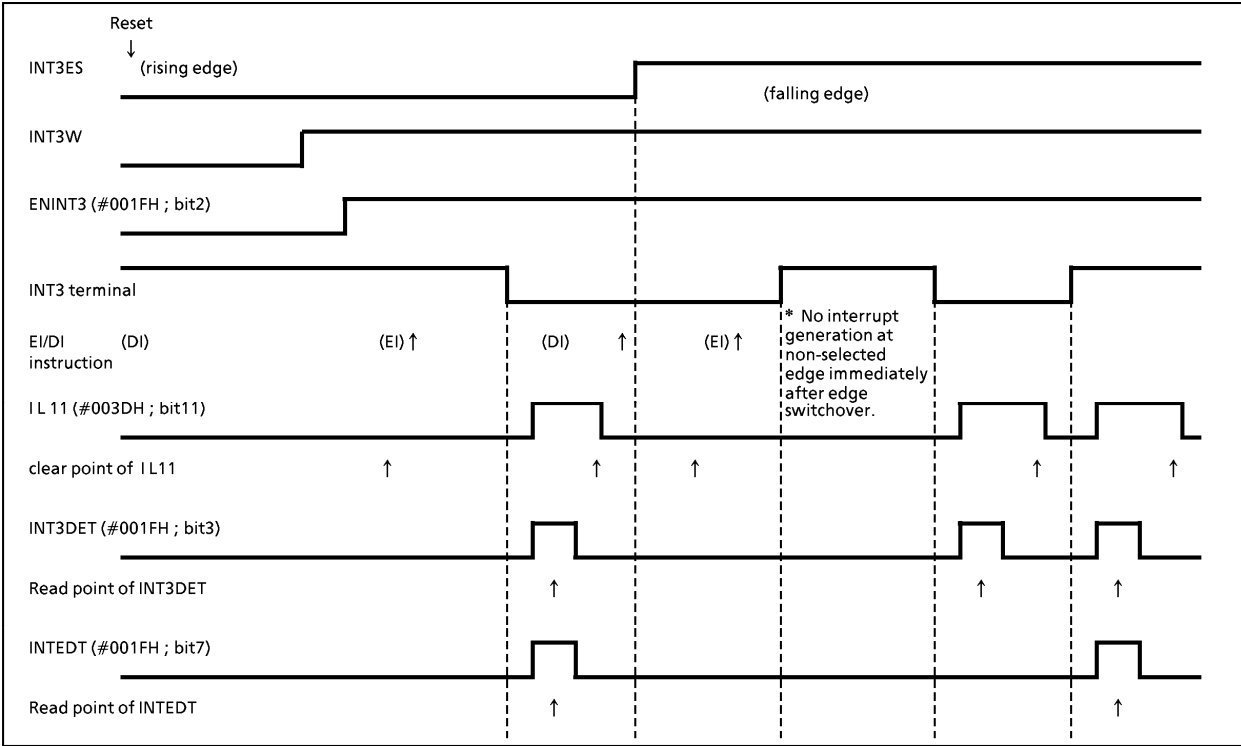 Reset
↓
INT3ES (rising edge)
(falling edge)
INT3W
ENINT3 (#001FH ; bit2)
INT3 terminal
EI/DI (DI) (EI)↑ (DI) ↑ (EI)↑
instruction
* No interrupt
generation at
non-selected
edge immediately
after edge
switchover.
I L 11 (#003DH ; bit11)
clear point of I L11 ↑ ↑ ↑ ↑ ↑
INT3DET (#001FH ; bit3)
Read point of INT3DET ↑ ↑ ↑
INTEDT (#001FH ; bit7)
Read point of INTEDT ↑ ↑